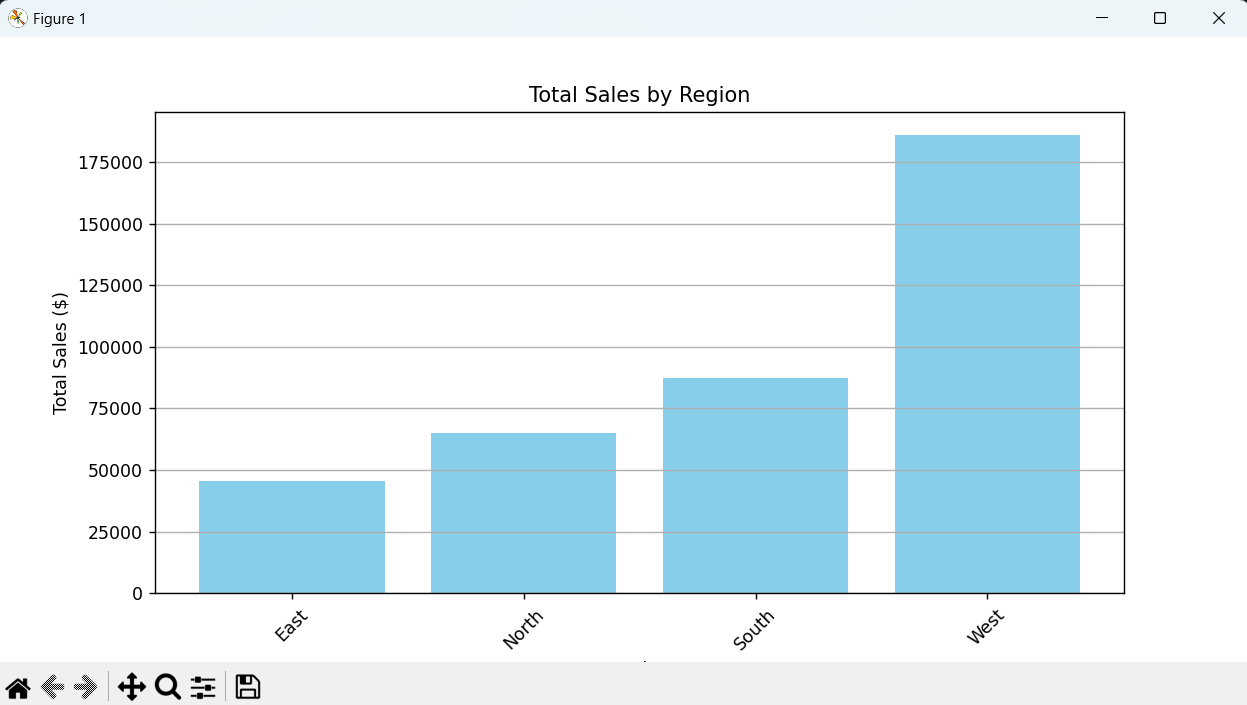 Figure 1
Total Sales by Region
Total Sales ($)
175000
150000
125000
100000
75000
50000
25000
0
East
North
South
West